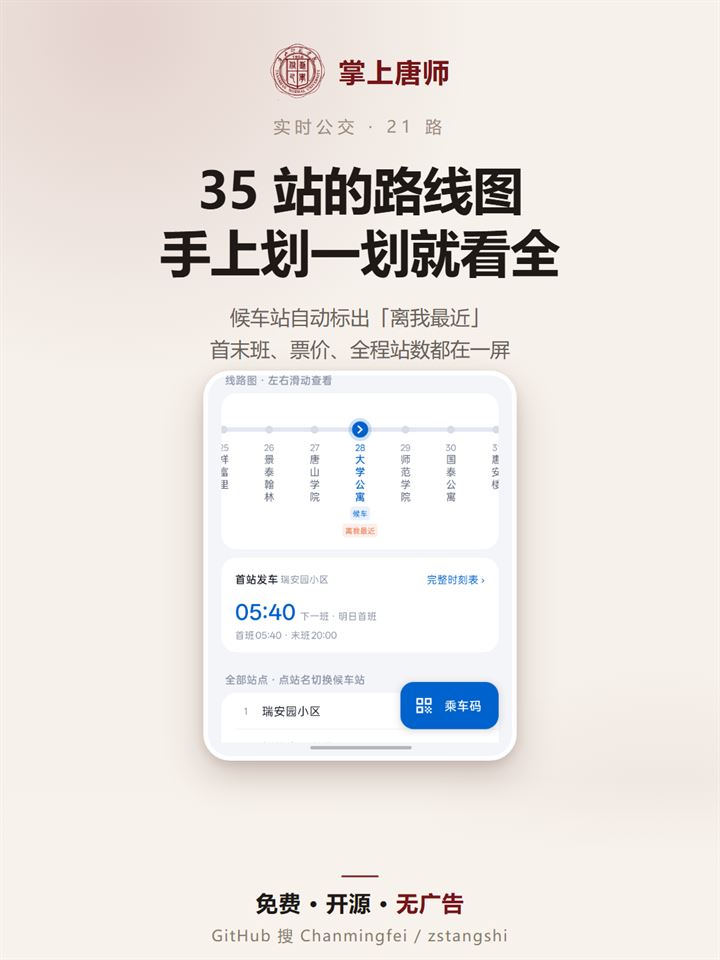 掌上唐师
实时公交 · 21 路
35 站的路线图
手上划一划就看全
候车站自动标出「离我最近」
首末班、票价、全程站数都在一屏
线路图 · 左右滑动查看
26 27 28 29 30
景泰翰林
唐山学院
大学公寓
师范学院
国泰公寓
候车
离我最近
首站发车 瑞安园小区 完整时刻表 ›
05:40 下一班 · 明日首班
首班 05:40 · 末班 20:00
全部站点 · 点站名切换候车站
1 瑞安园小区
乘车码
免费 · 开源 · 无广告
GitHub 搜 Chanmingfei / zstangshi